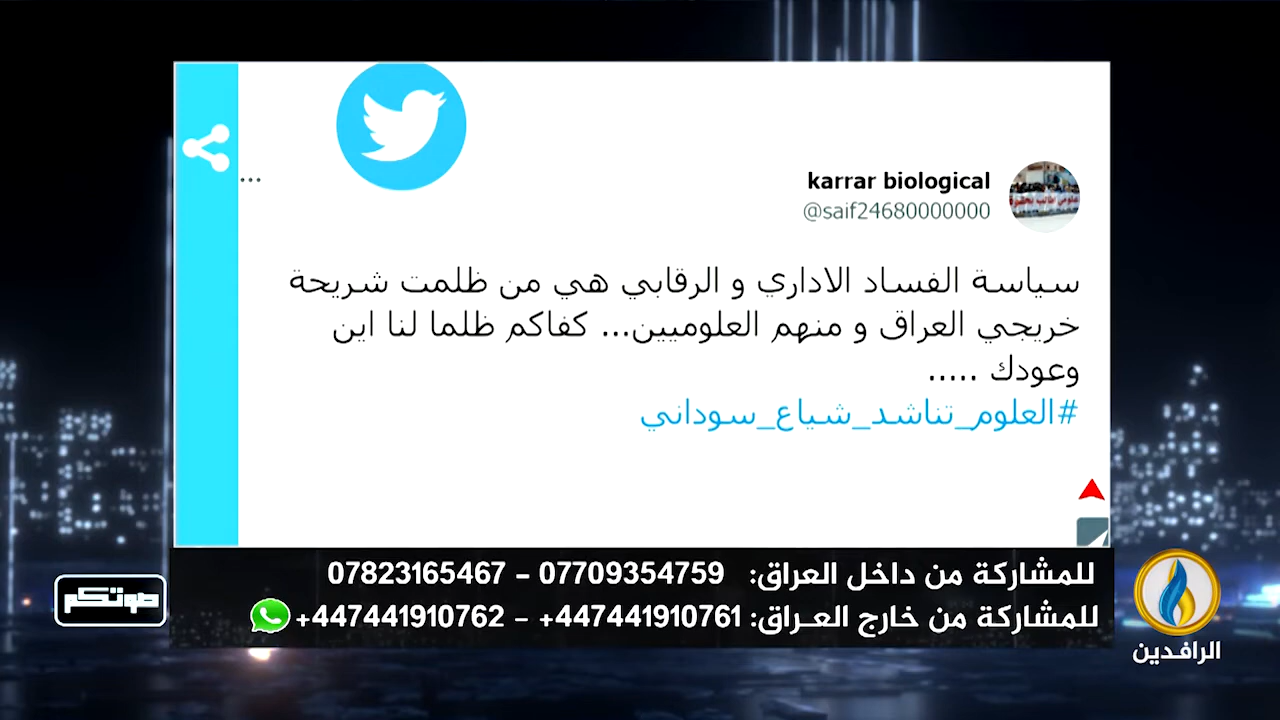 ...
karrar biological
@saif24680000000
سياسة الفساد الاداري و الرقابي هي من ظلمت شريحة
خريجي العراق و منهم العلوميين... كفاكم ظلما لنا اين
وعودك .....
#العلوم_تناشد_شياع_سوداني
للمشاركة من داخل العراق: 07709354759 - 07823165467
للمشاركة من خارج العـراق: 447441910761+ - 447441910762+
صوتكم
الرافدين